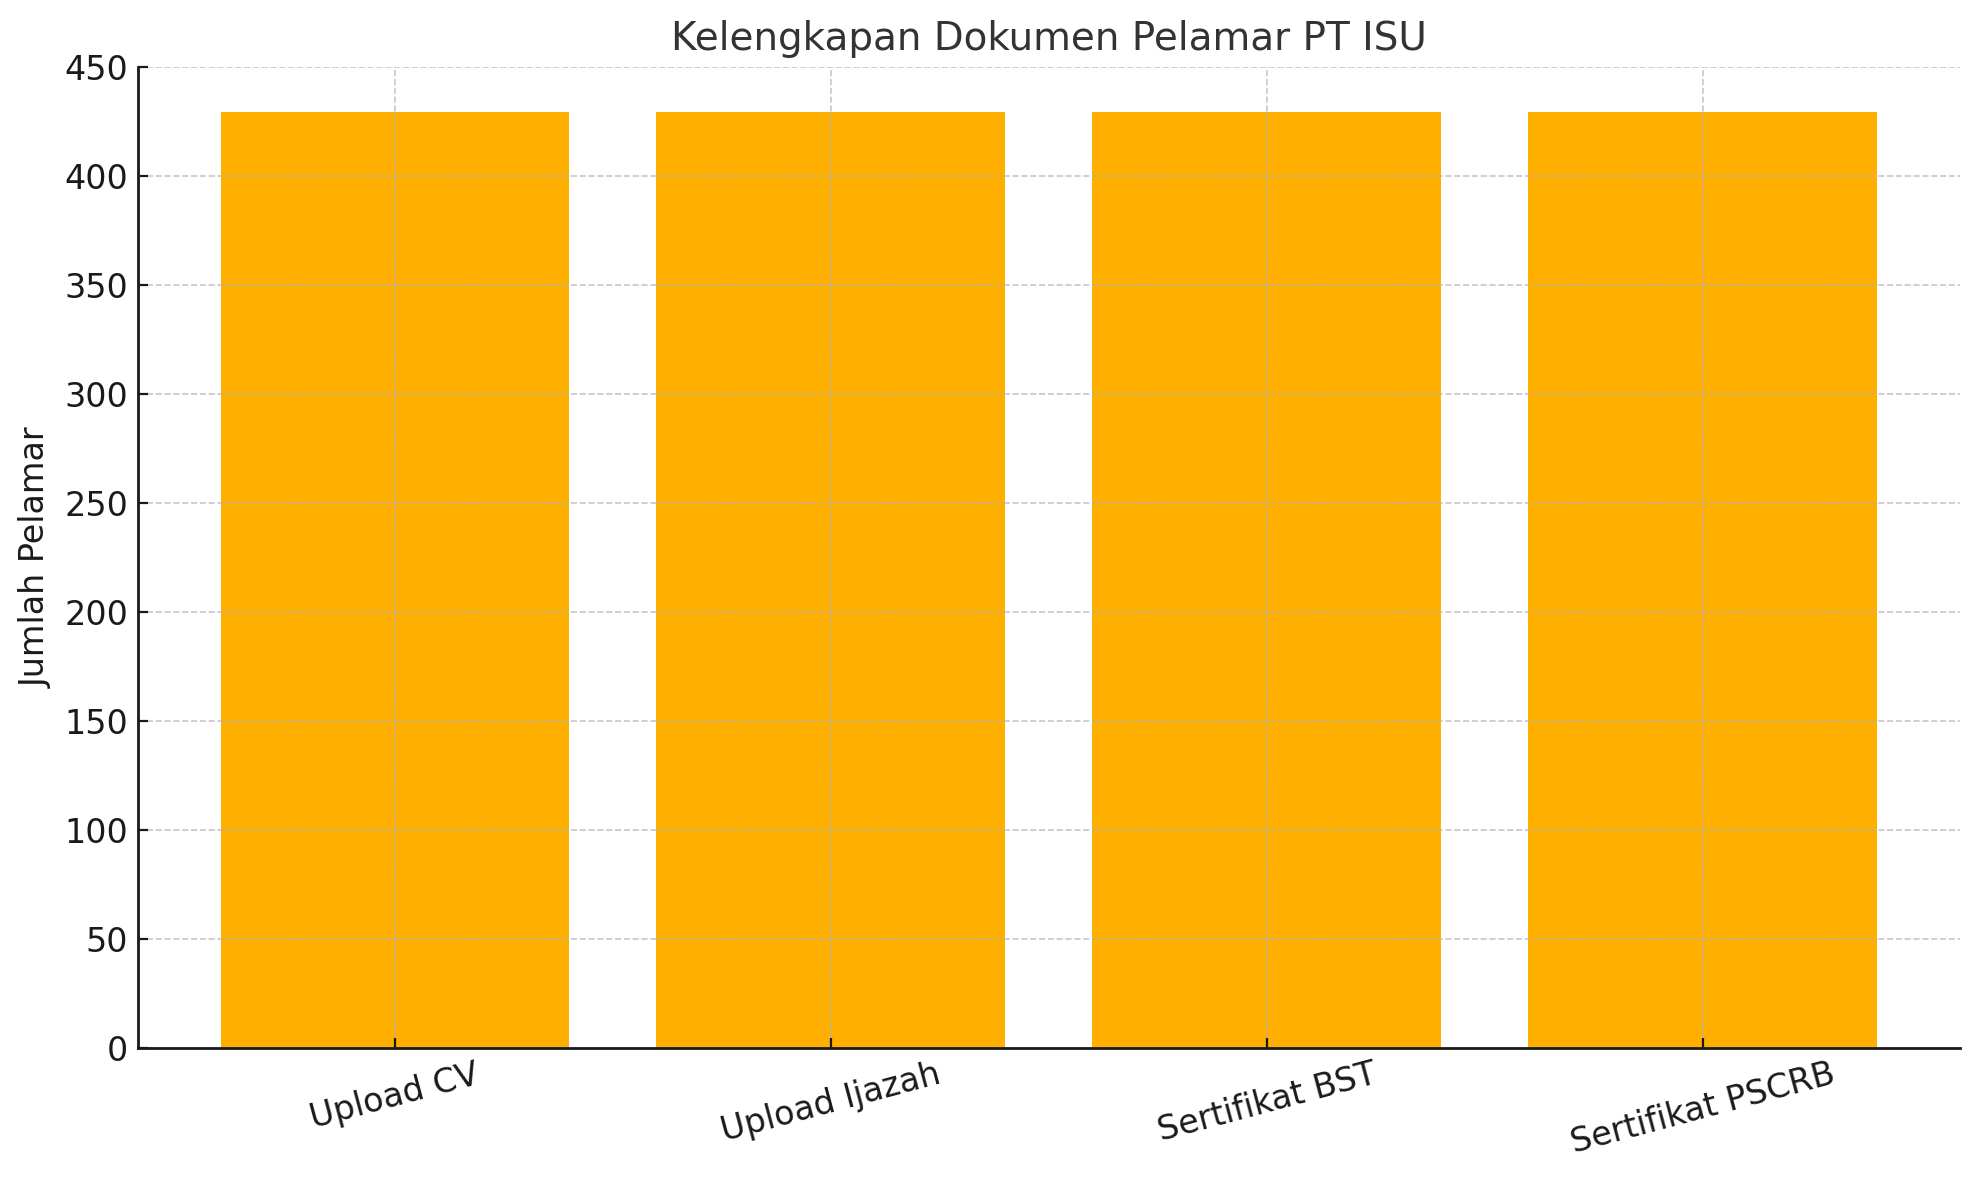 Kelengkapan Dokumen Pelamar PT ISU
Jumlah Pelamar
450
400
350
300
250
200
150
100
50
0
Upload CV
Upload Ijazah
Sertifikat BST
Sertifikat PSCRB